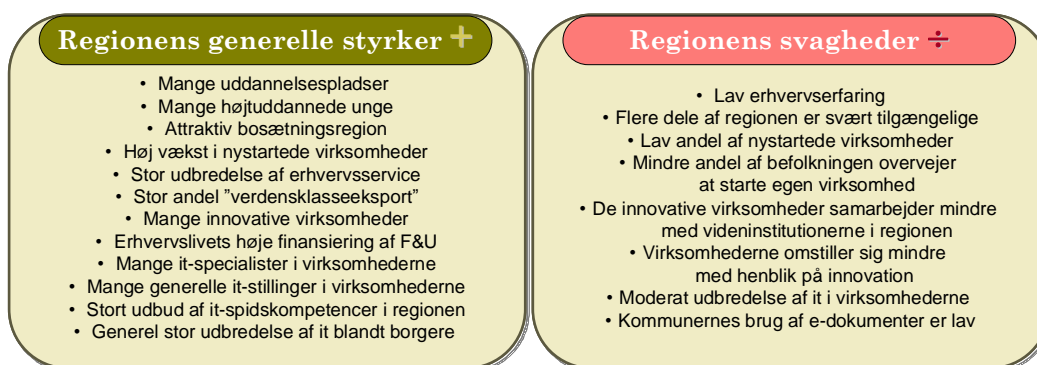 Regionens generelle styrker +
• Mange uddannelsespladser
• Mange højtuddannede unge
• Attraktiv bosætningsregion
• Høj vækst i nystartede virksomheder
• Stor udbredelse af erhvervsservice
• Stor andel ”verdensklasseeksport”
• Mange innovative virksomheder
• Erhvervslivets høje finansiering af F&U
• Mange it-specialister i virksomhederne
• Mange generelle it-stillinger i virksomhederne
• Stort udbud af it-spidskompetencer i regionen
• Generel stor udbredelse af it blandt borgere
Regionens svagheder ÷
• Lav erhvervserfaring
• Flere dele af regionen er svært tilgængelige
• Lav andel af nystartede virksomheder
• Mindre andel af befolkningen overvejer
at starte egen virksomhed
• De innovative virksomheder samarbejder mindre
med videninstitutionerne i regionen
• Virksomhederne omstiller sig mindre
med henblik på innovation
• Moderat udbredelse af it i virksomhederne
• Kommunernes brug af e-dokumenter er lav